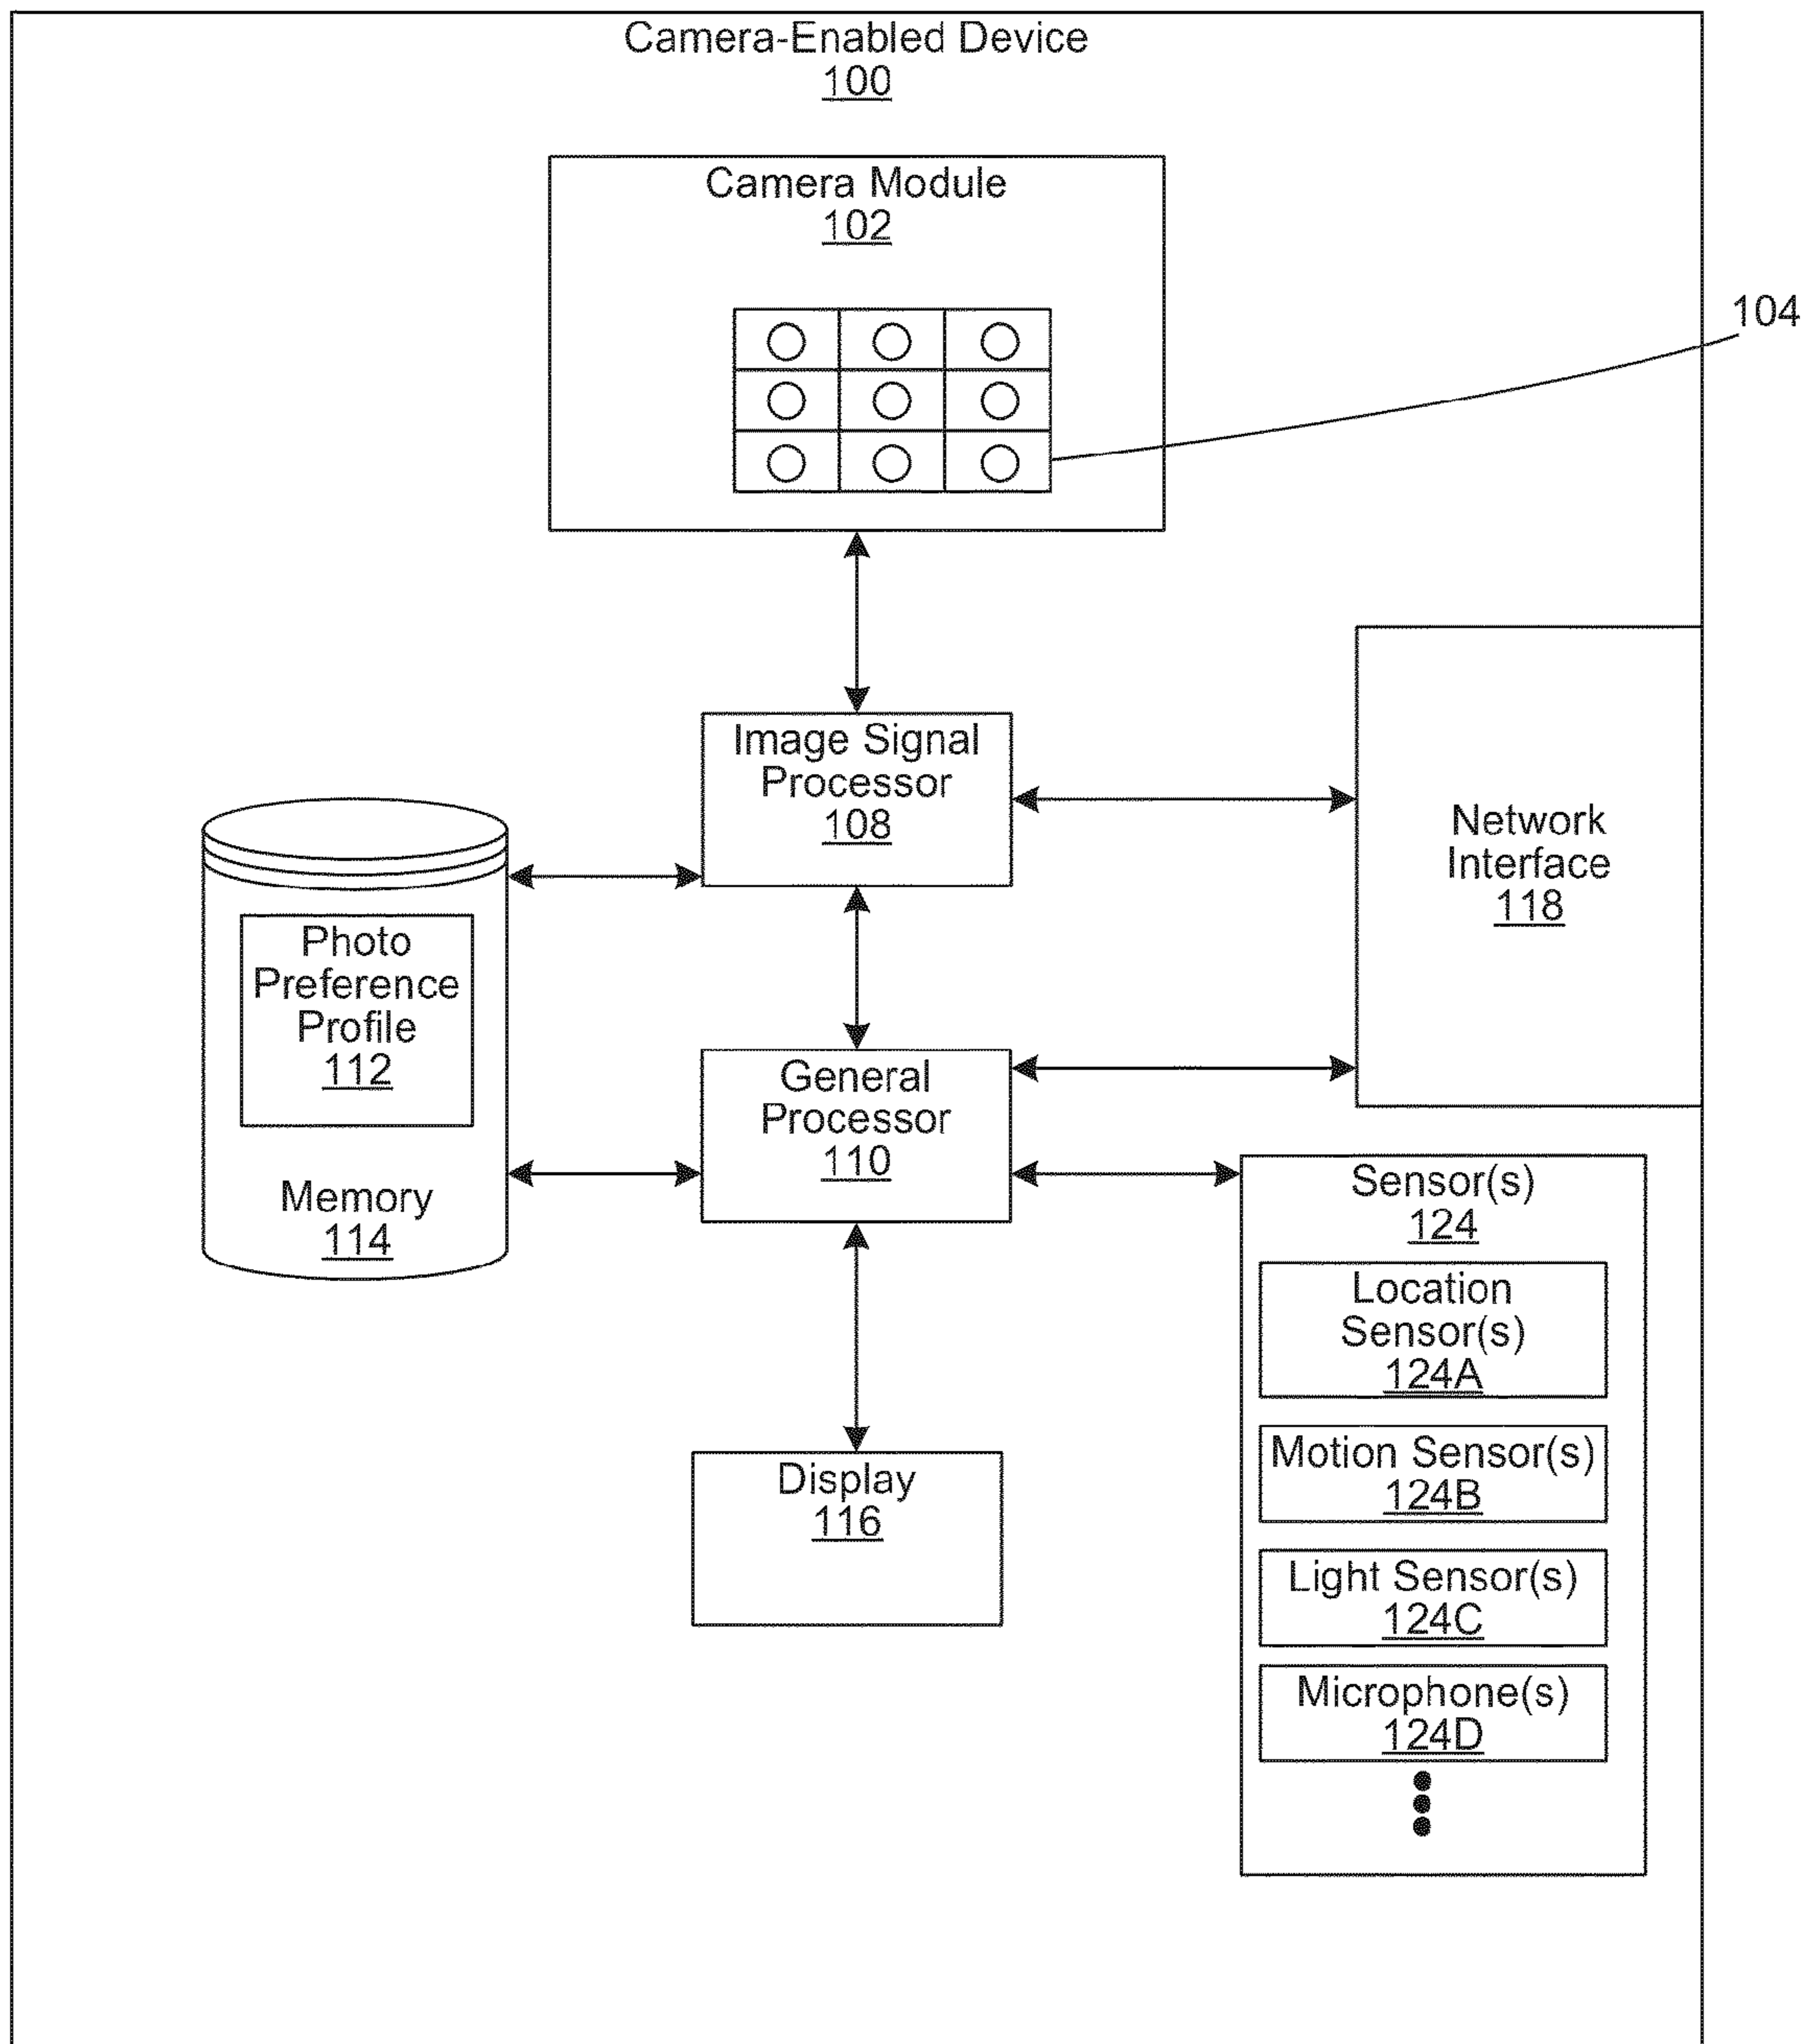 Camera-Enabled Device
100
Camera Module
102
104
Image Signal
Processor
108
Network
Interface
118
Photo
Preference
Profile
112
Memory
114
General
Processor
110
Sensor(s)
124
Location
Sensor(s)
124A
Motion Sensor(s)
124B
Light Sensor(s)
124C
Microphone(s)
124D
Display
116